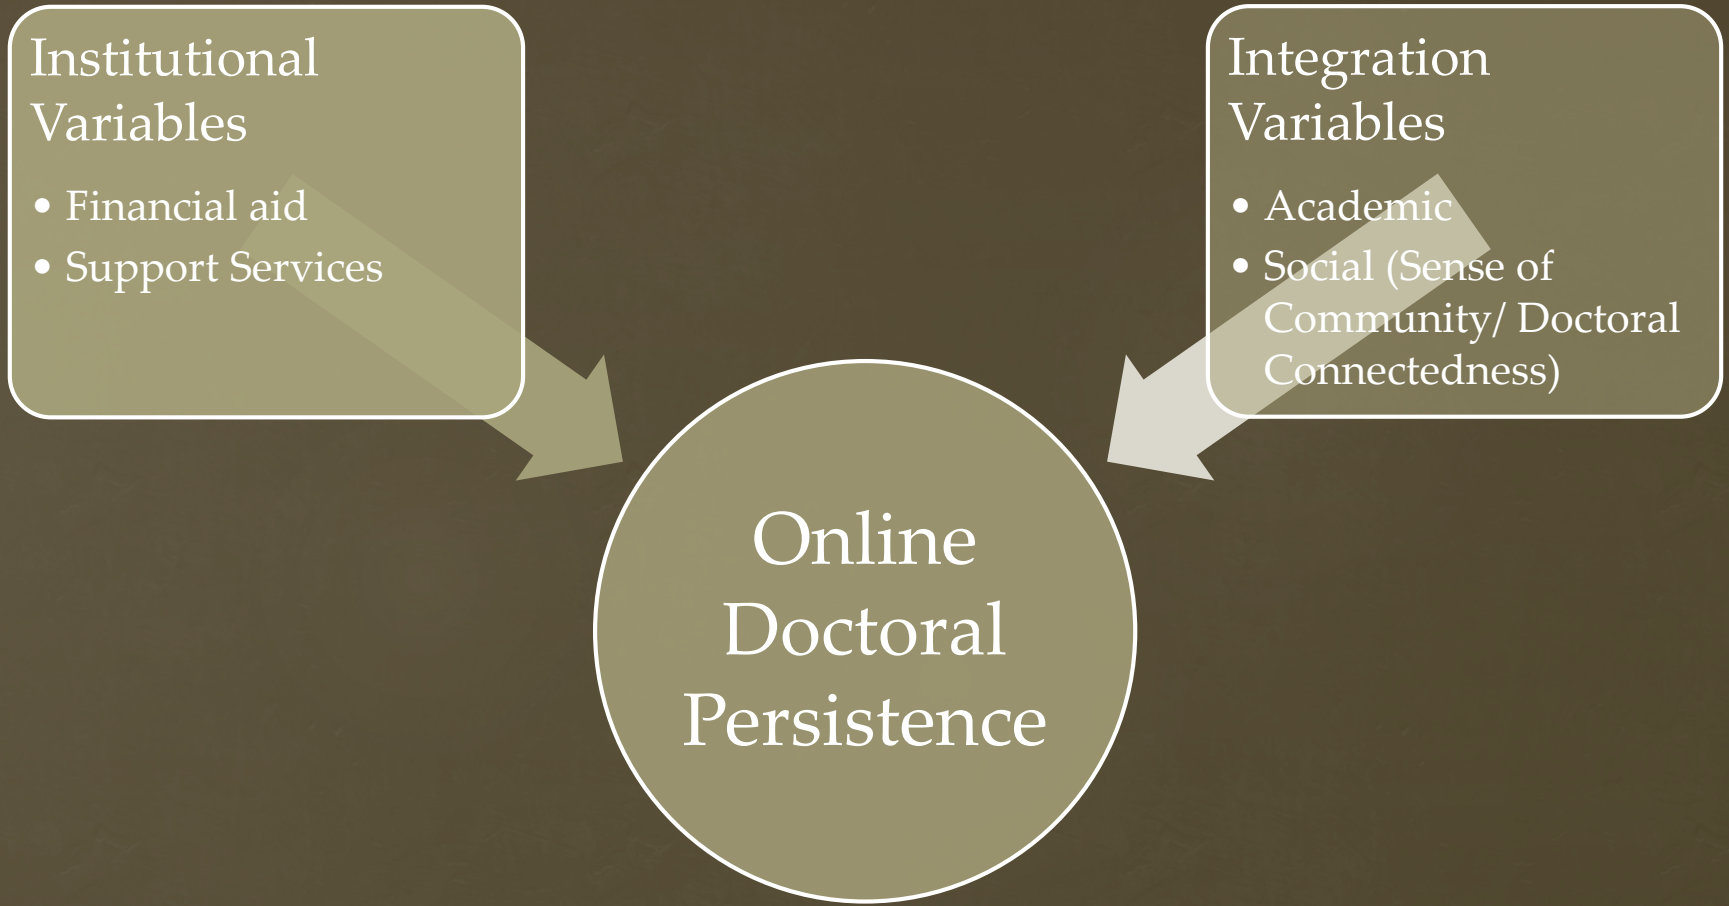 Institutional
Variables
• Financial aid
• Support Services
Integration
Variables
• Academic
• Social (Sense of
Community/ Doctoral
Connectedness)
Online
Doctoral
Persistence